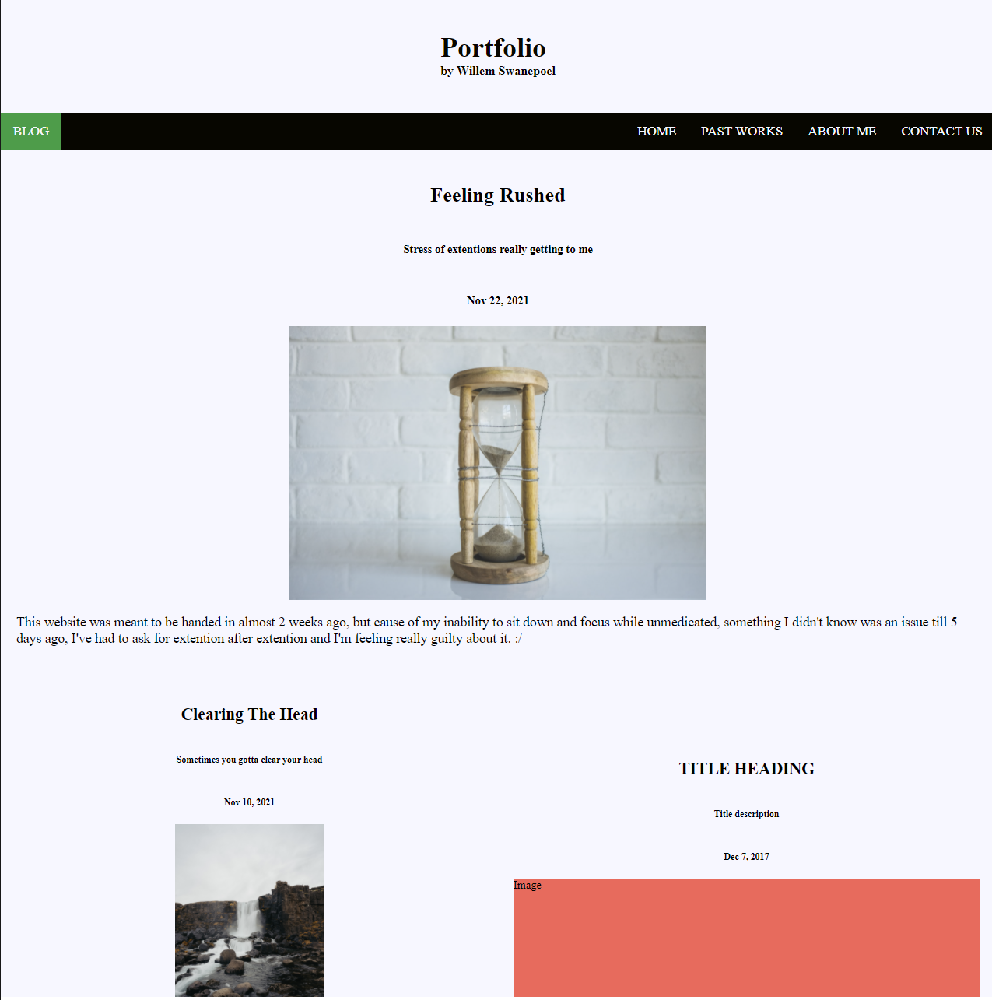 Portfolio
by Willem Swanepoel
BLOG
HOME
PAST WORKS
ABOUT ME
CONTACT US
Feeling Rushed
Stress of extentions really getting to me
Nov 22, 2021
This website was meant to be handed in almost 2 weeks ago, but cause of my inability to sit down and focus while unmedicated, something I didn't know was an issue till 5
days ago, I've had to ask for extention after extention and I'm feeling really guilty about it. :/
Clearing The Head
Sometimes you gotta clear your head
Nov 10, 2021
TITLE HEADING
Title description
Dec 7, 2017
Image